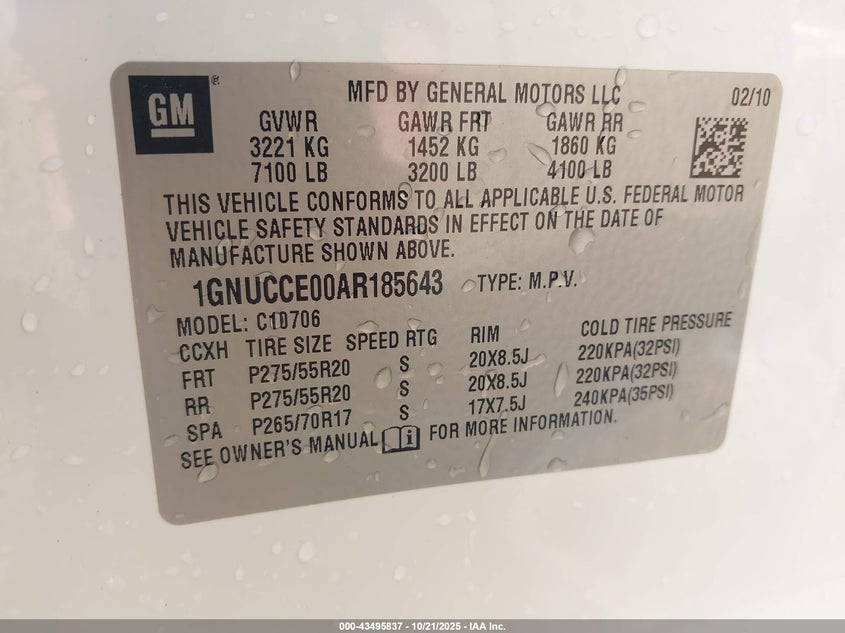 GM®
MFD BY GENERAL MOTORS LLC 02/10
GVWR GAWR FRT GAWR RR
3221 KG 1452 KG 1860 KG
7100 LB 3200 LB 4100 LB
THIS VEHICLE CONFORMS TO ALL APPLICABLE U.S. FEDERAL MOTOR
VEHICLE SAFETY STANDARDS IN EFFECT ON THE DATE OF
MANUFACTURE SHOWN ABOVE.
1GNUCCE00AR185643 TYPE: M.P.V.
MODEL: C10706
CCXH TIRE SIZE SPEED RTG RIM COLD TIRE PRESSURE
FRT P275/55R20 S 20X8.5J 220KPA(32PSI)
RR P275/55R20 S 20X8.5J 220KPA(32PSI)
SPA P265/70R17 S 17X7.5J 240KPA(35PSI)
SEE OWNER'S MANUAL i FOR MORE INFORMATION.
000-43495837 - 10/21/2025 - IAA Inc.